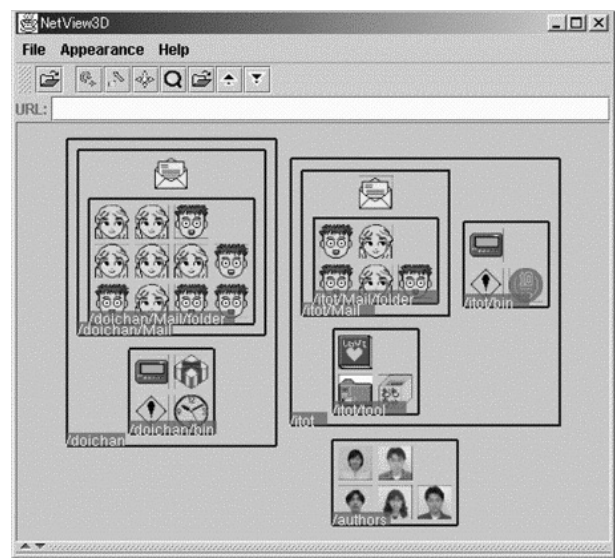 NetView3D
File Appearance Help
URL:
/doichan/Mail/folder
/doichan/Mail
/doichan/bin
/doichan
/itot/Mail/folder
/itot/Mail
/itot/bin
/itot/tool
/itot
/authors